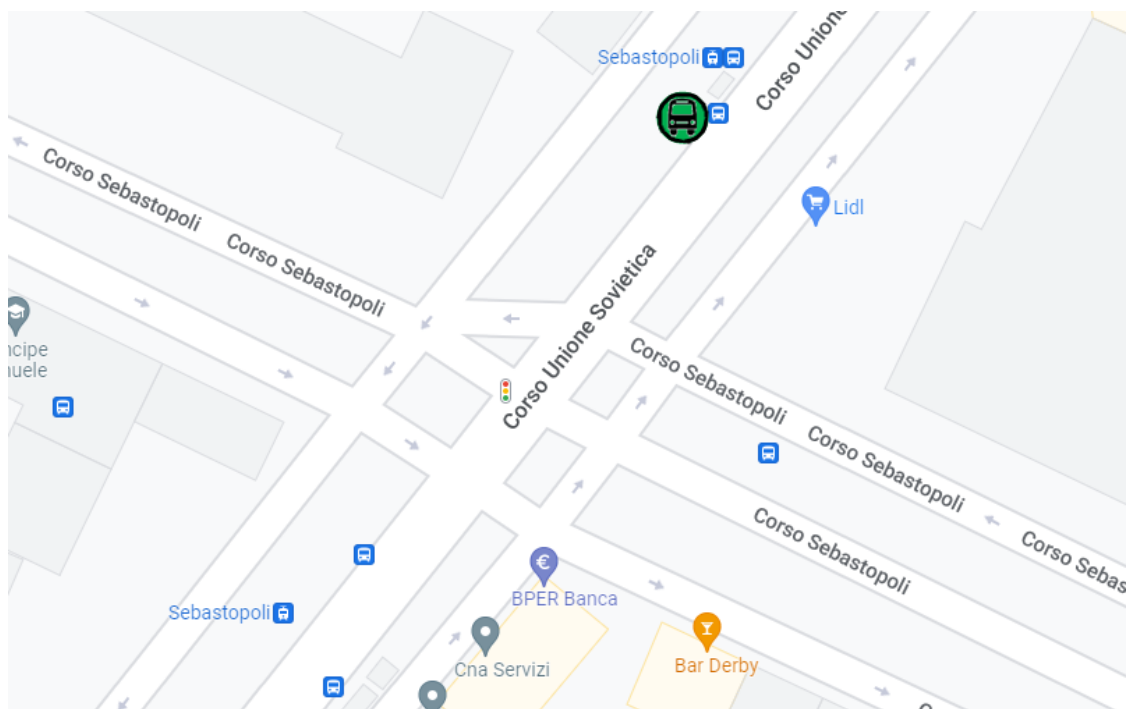 Corso Unione
Sebastopoli
Corso Sebastopoli
Lidl
Corso Sebastopoli
Corso Unione Sovietica
ncipe
nuele
Corso Sebastopoli
Corso Sebastopoli
Corso Sebastopoli
Corso Sebas
BPER Banca
Sebastopoli
Cna Servizi
Bar Derby